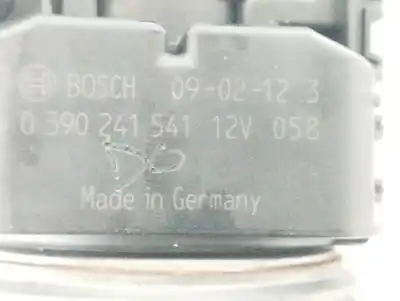 BOSCH 09-02-12 3
0 390 241 541 12V 058
Made in Germany